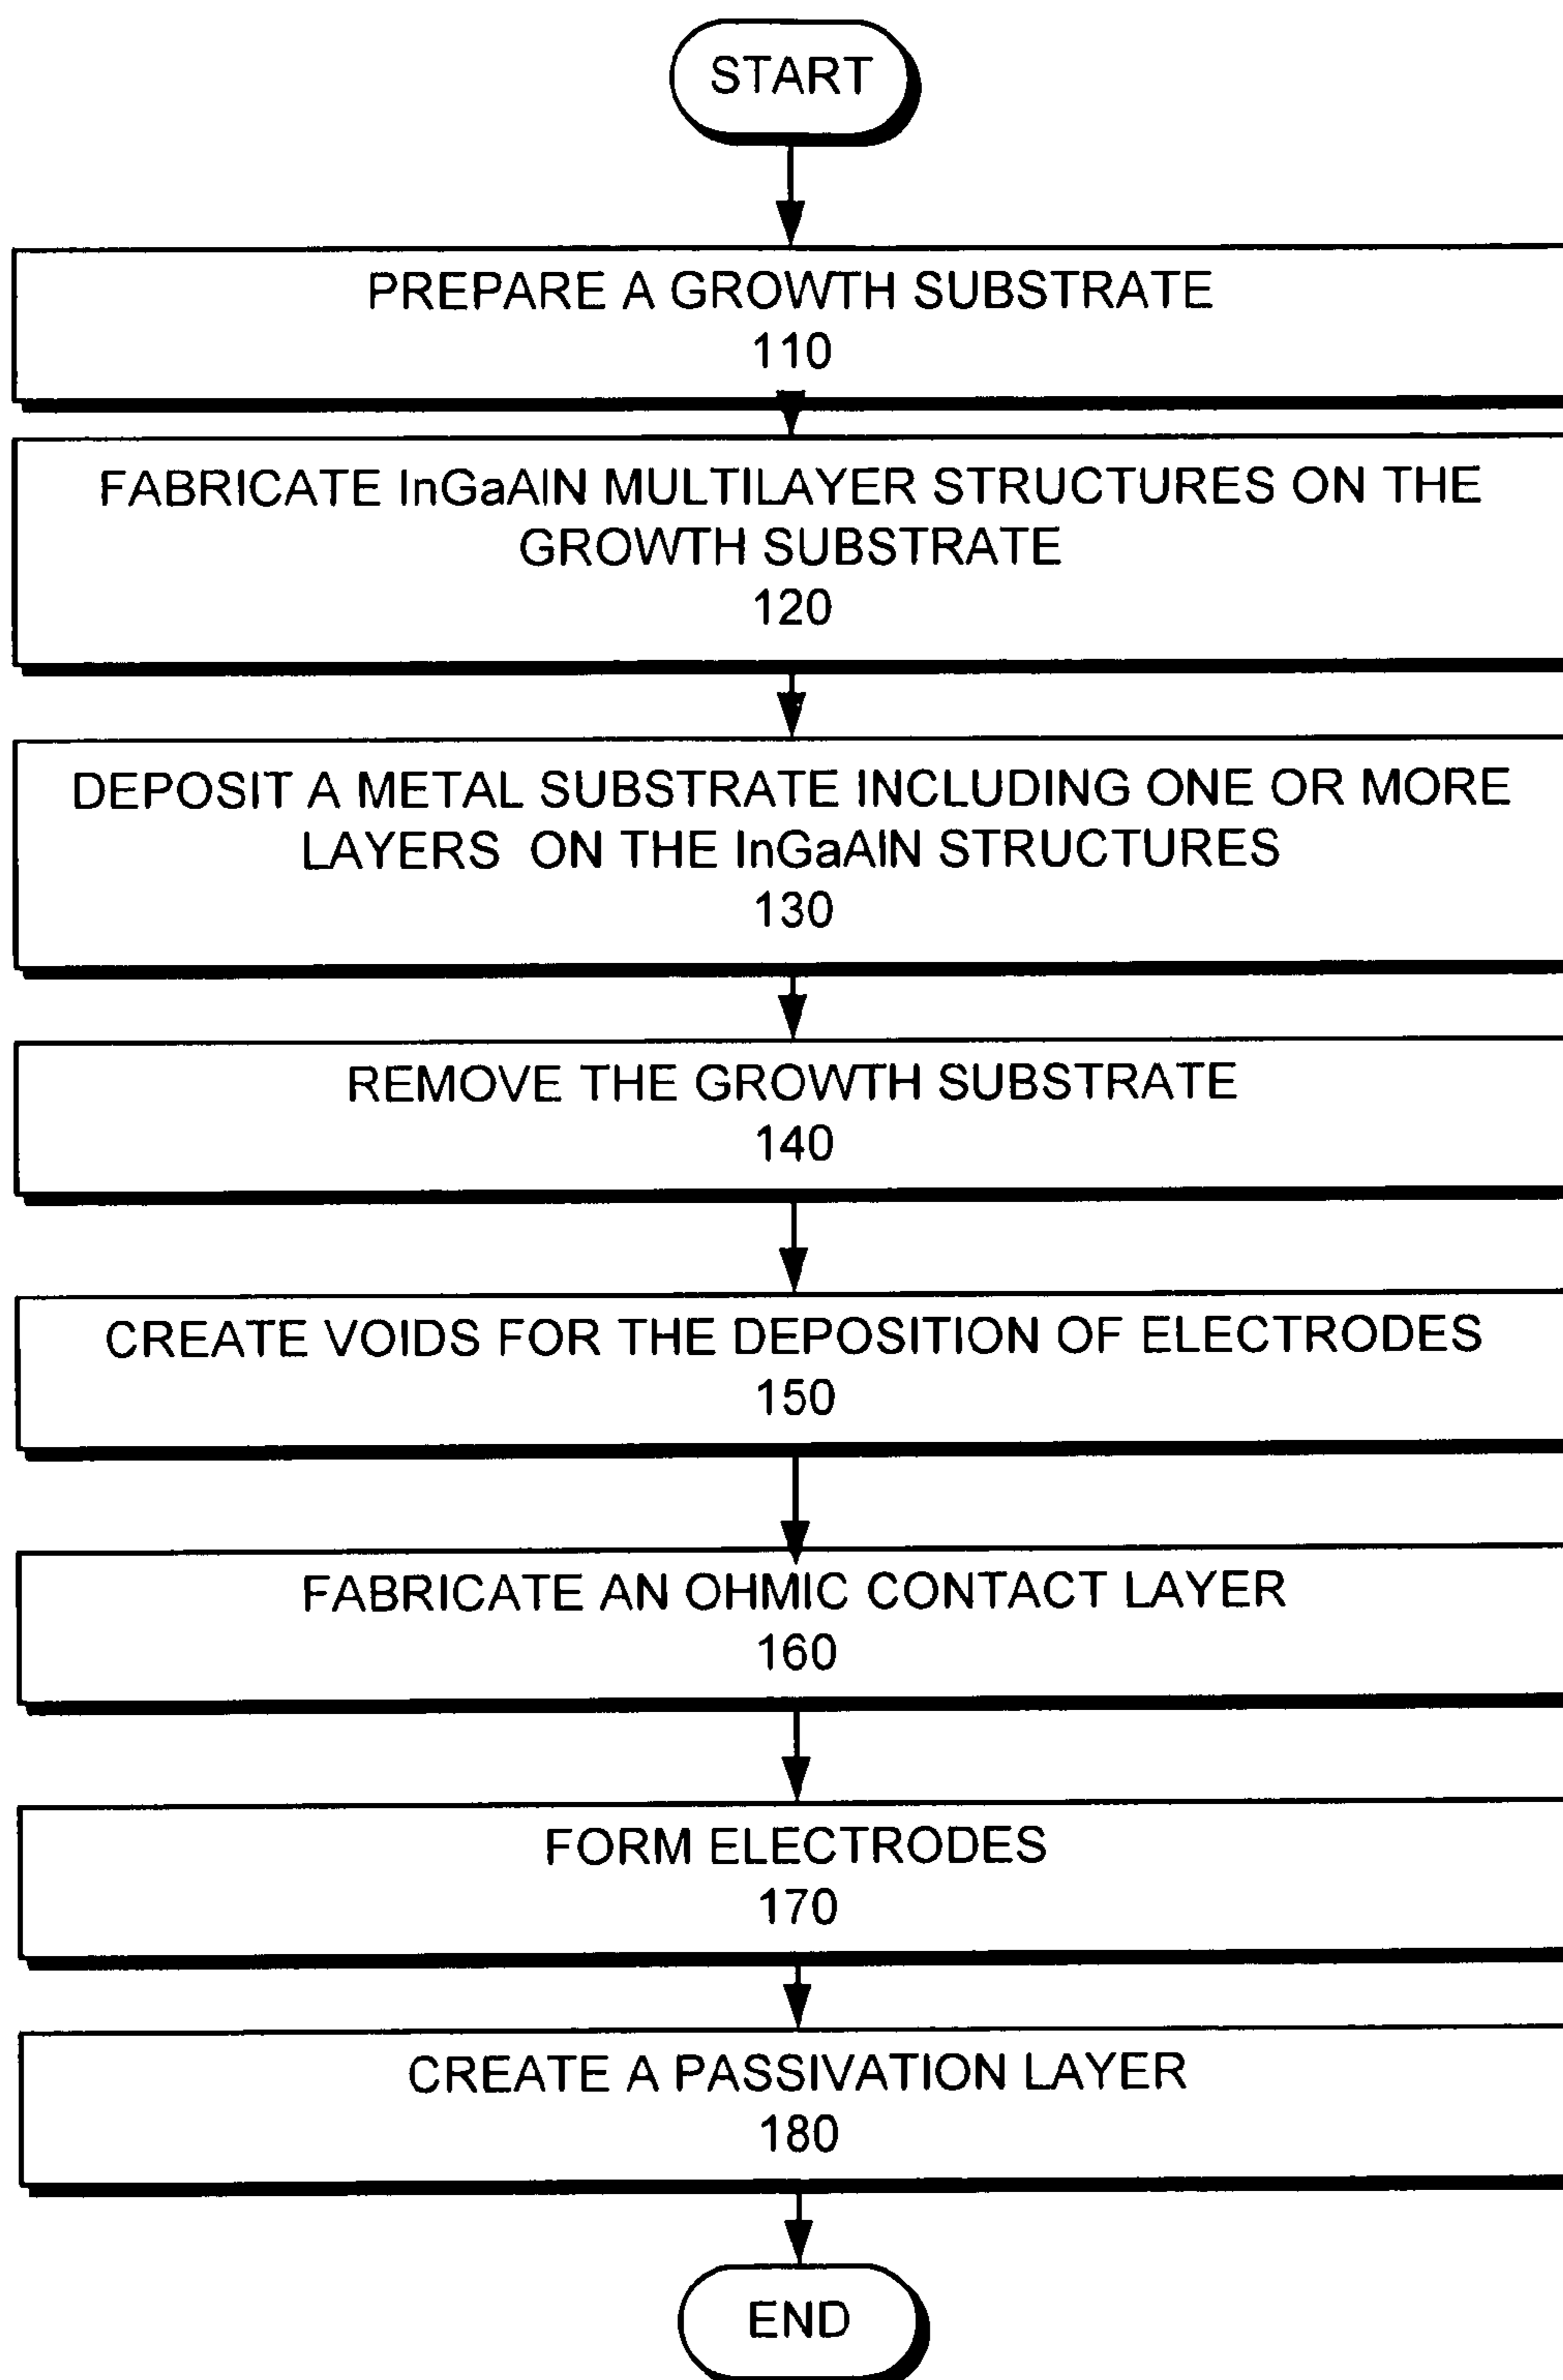 START
PREPARE A GROWTH SUBSTRATE
110
FABRICATE InGaAlN MULTILAYER STRUCTURES ON THE
GROWTH SUBSTRATE
120
DEPOSIT A METAL SUBSTRATE INCLUDING ONE OR MORE
LAYERS ON THE InGaAlN STRUCTURES
130
REMOVE THE GROWTH SUBSTRATE
140
CREATE VOIDS FOR THE DEPOSITION OF ELECTRODES
150
FABRICATE AN OHMIC CONTACT LAYER
160
FORM ELECTRODES
170
CREATE A PASSIVATION LAYER
180
END